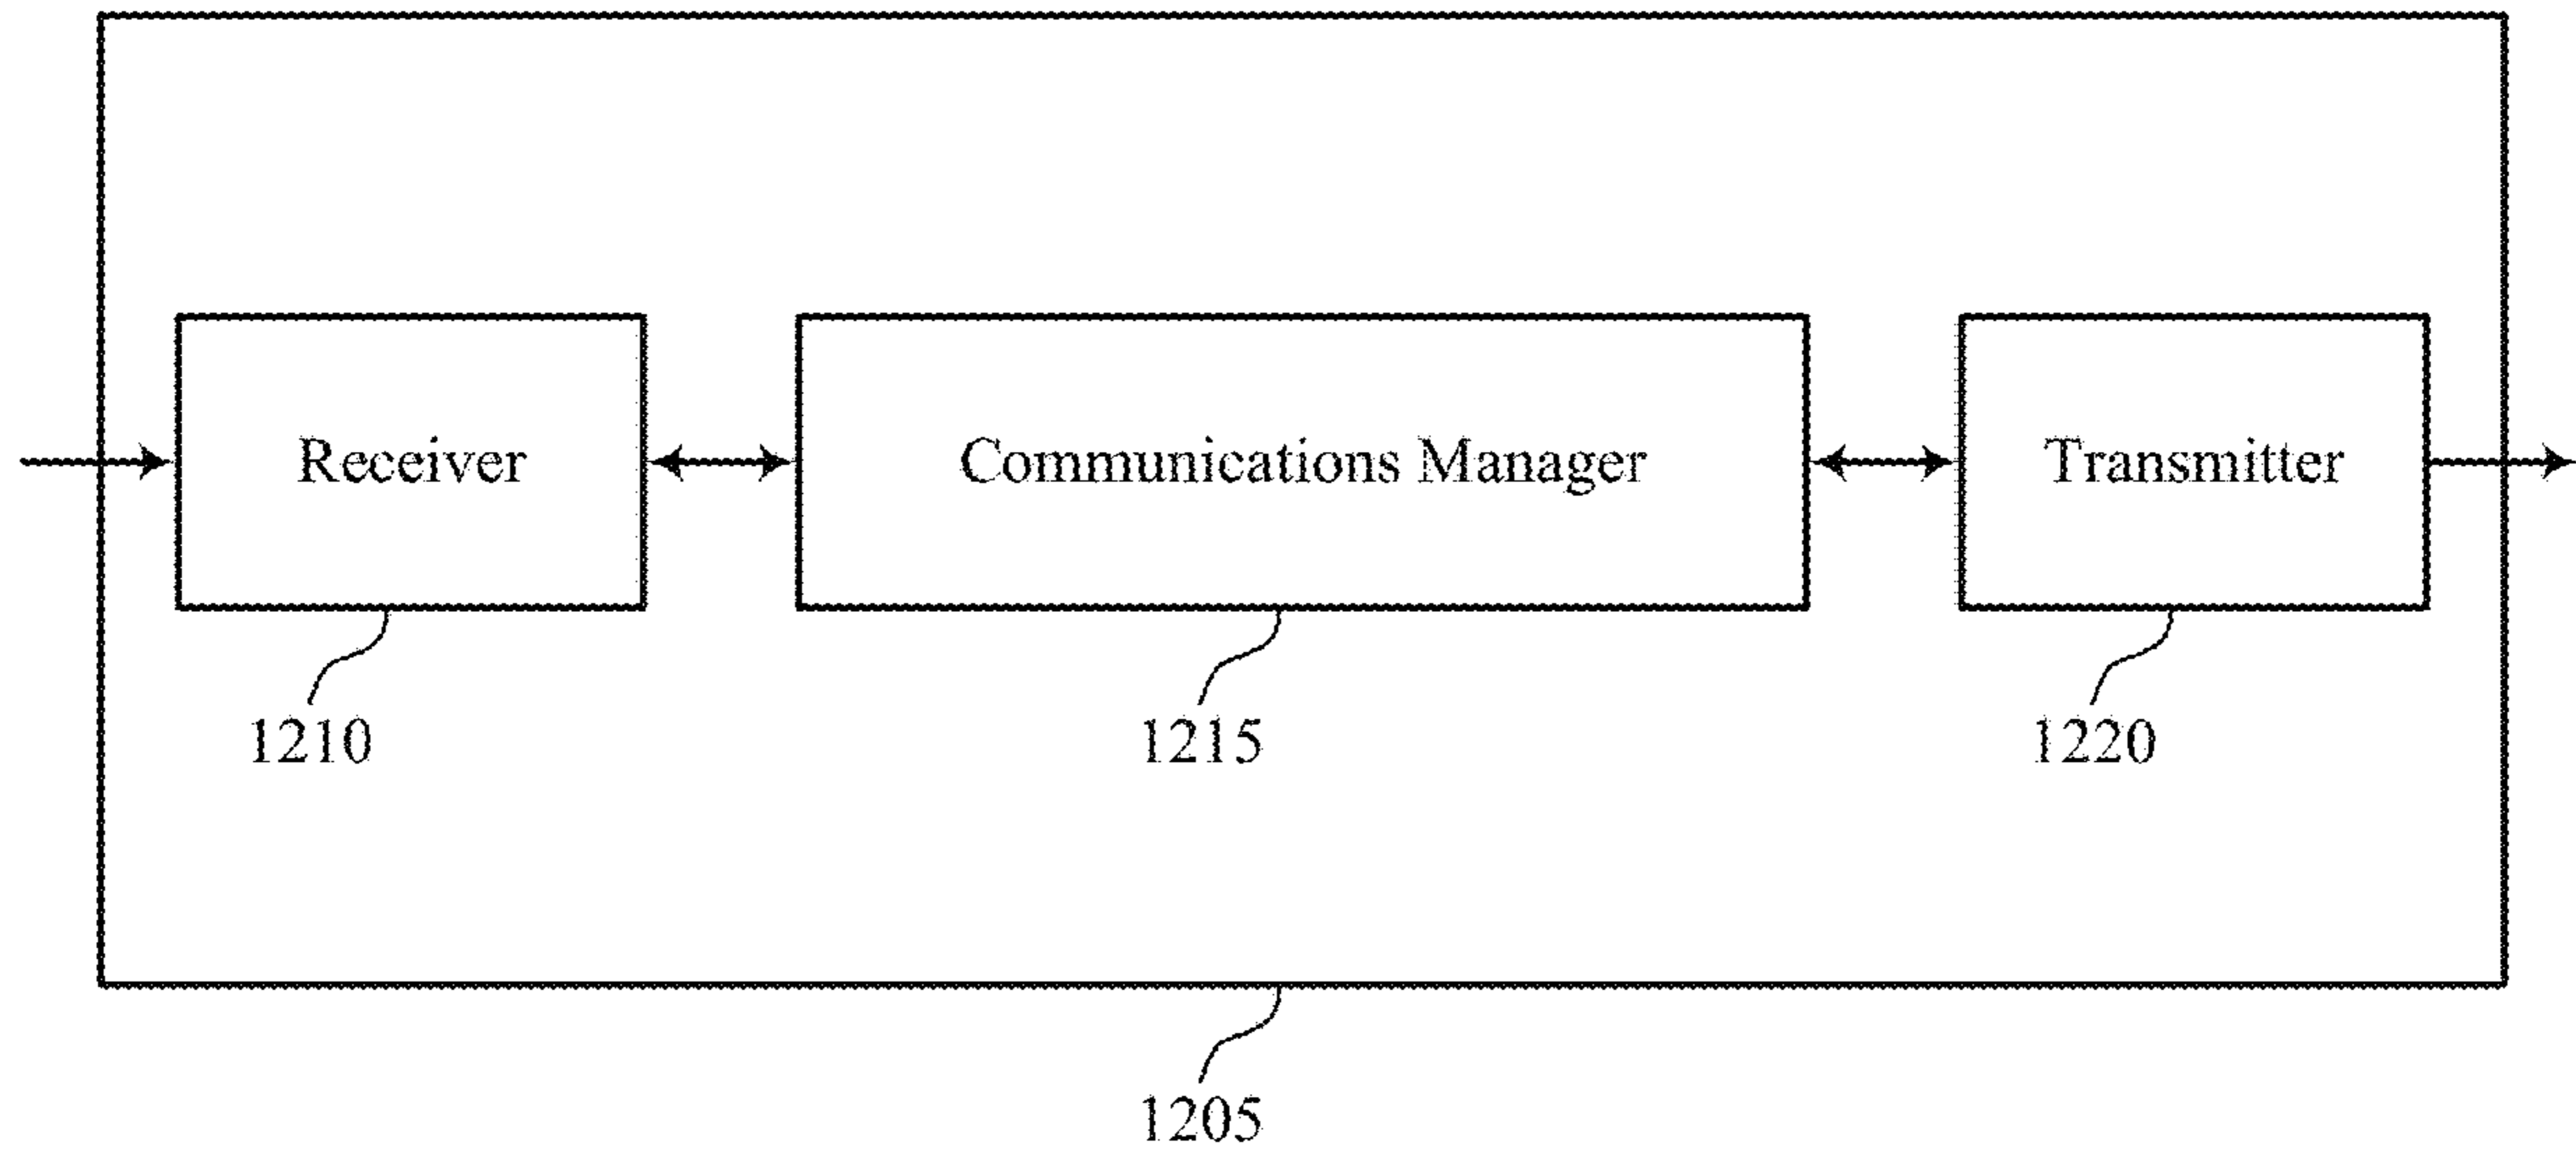 Receiver
Communications Manager
Transmitter
1210
1215
1220
1205